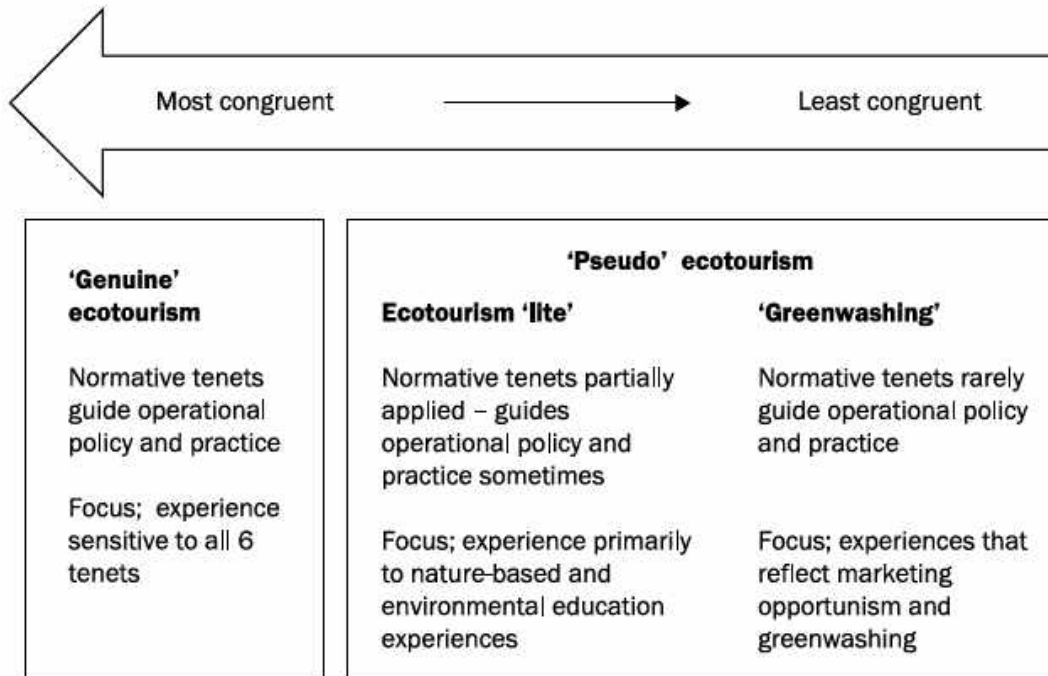 Most congruent
Least congruent
‘Genuine’
ecotourism
Normative tenets
guide operational
policy and practice
Focus; experience
sensitive to all 6
tenets
‘Pseudo’ ecotourism
Ecotourism ‘lite’
Normative tenets partially
applied – guides
operational policy and
practice sometimes
Focus; experience primarily
to nature-based and
environmental education
experiences
‘Greenwashing’
Normative tenets rarely
guide operational policy
and practice
Focus; experiences that
reflect marketing
opportunism and
greenwashing